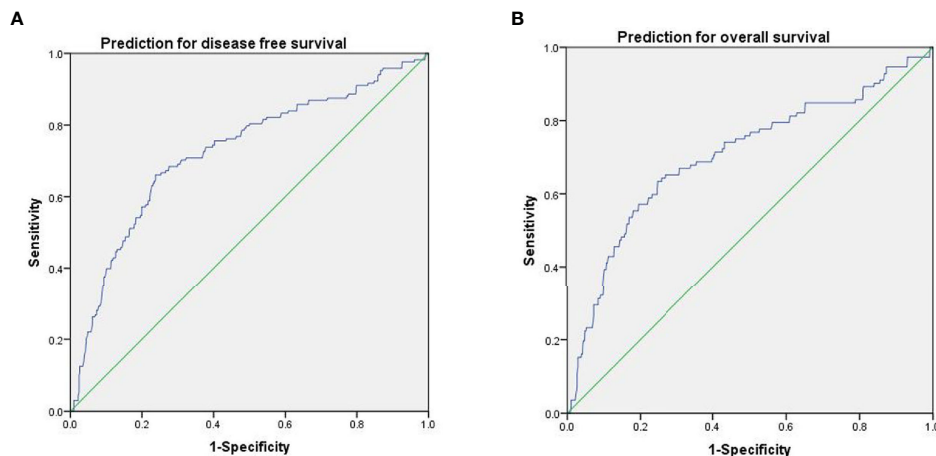 A
Prediction for disease free survival
Sensitivity
1.0
0.8
0.6
0.4
0.2
0.0
0.0 0.2 0.4 0.6 0.8 1.0
1-Specificity
B
Prediction for overall survival
Sensitivity
1.0
0.8
0.6
0.4
0.2
0.0
0.0 0.2 0.4 0.6 0.8 1.0
1-Specificity